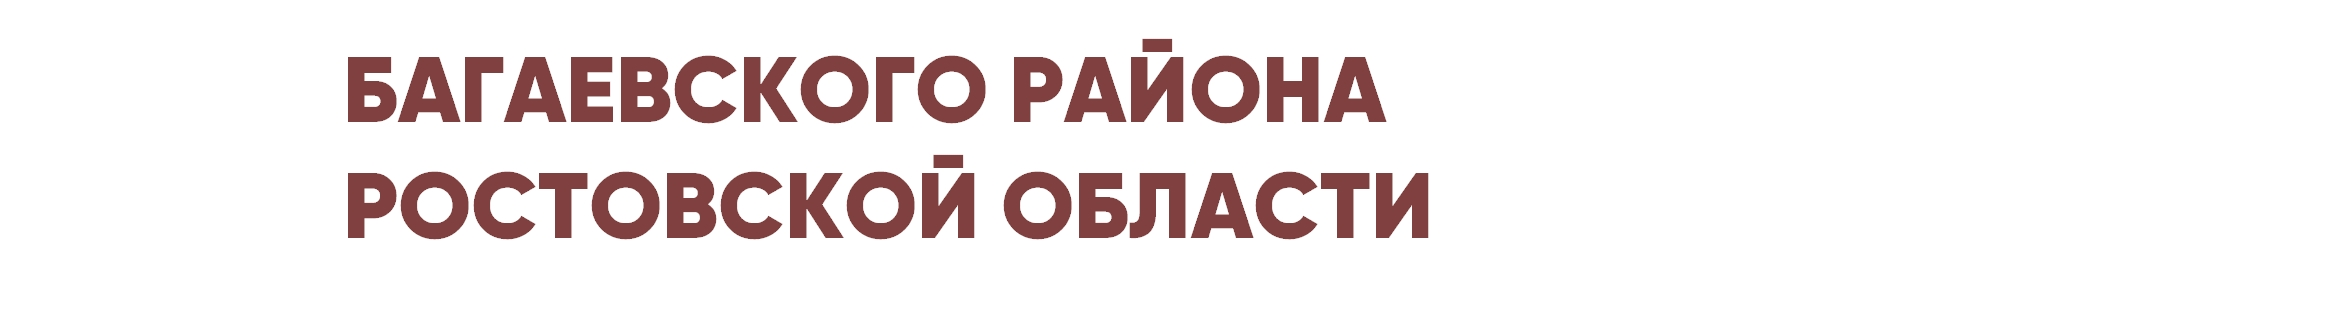 БАГАЕВСКОГО РАЙОНА
РОСТОВСКОЙ ОБЛАСТИ